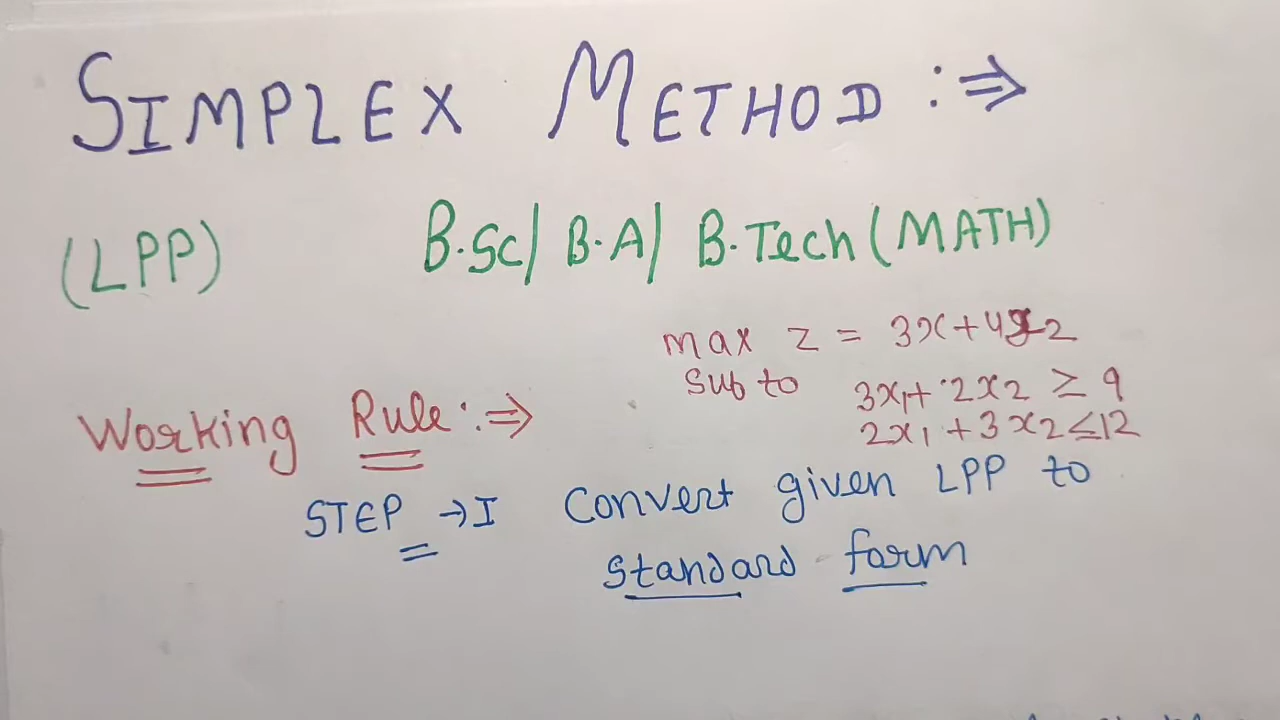 SIMPLEX METHOD :⇒
(LPP) B.Sc/ B.A/ B.Tech (MATH)
max z = 3x+4x2
Sub to 3x1+ 2x2 ≥ 9
2x1 +3x2 ≤12
Working Rule :⇒
STEP →I Convert given LPP to
standard form